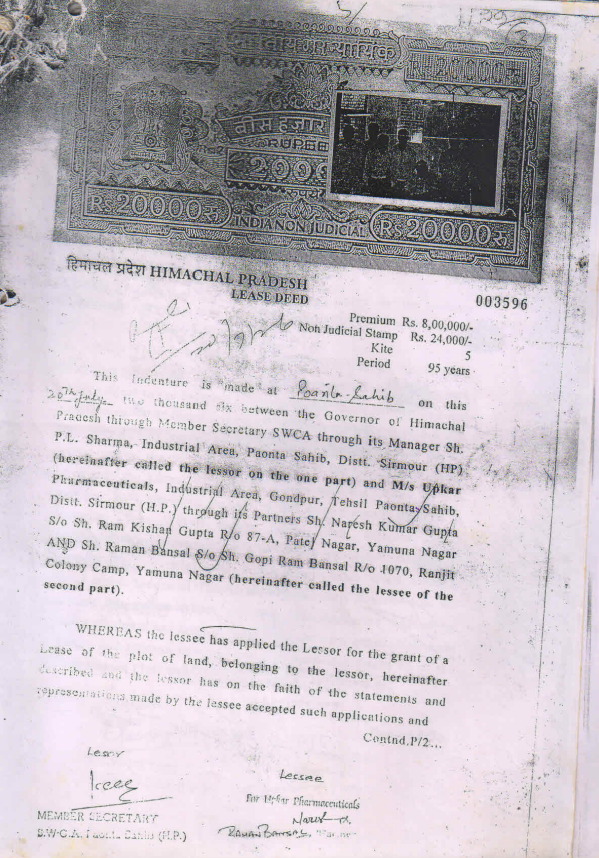 भारतीय गैर न्यायिक
बीस हजार
RUPEES
Rs 20000 रु INDIA NON JUDICIAL Rs 20000 रु
हिमाचल प्रदेश HIMACHAL PRADESH
LEASE DEED
003596
Premium Rs. 8,00,000/-
Non Judicial Stamp Rs. 24,000/-
Kite 5
Period 95 years
This Indenture is made at Poanta-Sahib on this
20th July two thousand six between the Governor of Himachal
Pradesh through Member Secretary SWCA through its Manager Sh.
P.L. Sharma, Industrial Area, Paonta Sahib, Distt. Sirmour (HP)
(hereinafter called the lessor on the one part) and M/s Upkar
Pharmaceuticals, Industrial Area, Gondpur, Tehsil Paonta Sahib,
Distt. Sirmour (H.P.) through its Partners Sh. Naresh Kumar Gupta
S/o Sh. Ram Kishan Gupta R/o 87-A, Patel Nagar, Yamuna Nagar
AND Sh. Raman Bansal S/o Sh. Gopi Ram Bansal R/o 1070, Ranjit
Colony Camp, Yamuna Nagar (hereinafter called the lessee of the
second part).
WHEREAS the lessee has applied the Lessor for the grant of a
Lease of the plot of land, belonging to the lessor, hereinafter
described and the lessor has on the faith of the statements and
representations made by the lessee accepted such applications and
Contnd.P/2...
Lessor
Lessee
For Upkar Pharmaceuticals
MEMBER SECRETARY
S.W.C.A. Paonta Sahib (H.P.)
RAMAN BANSAL Partner